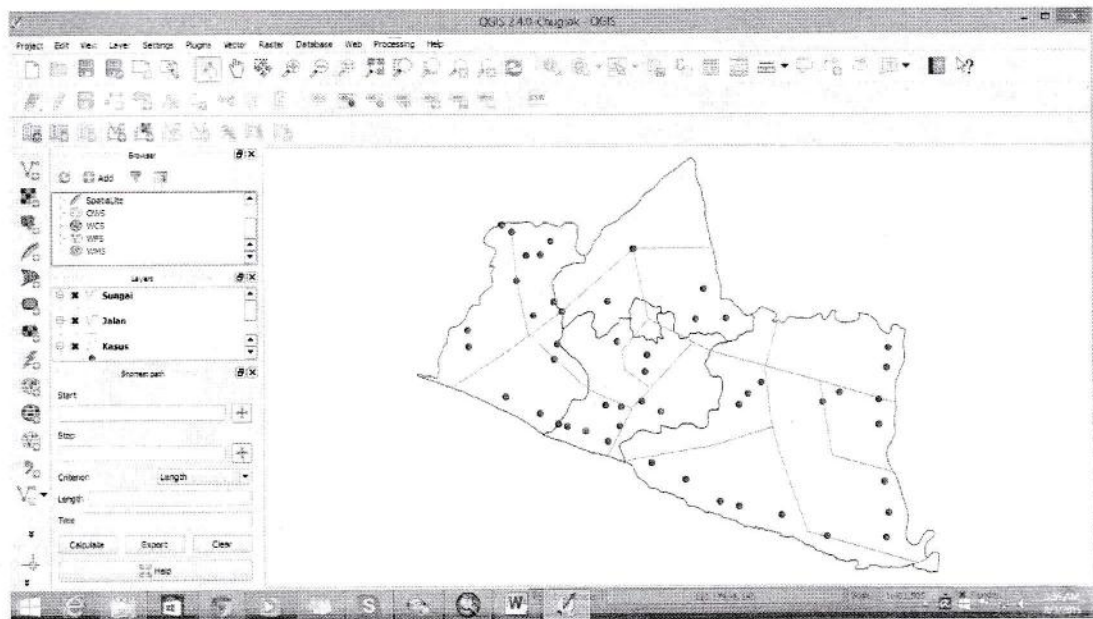 QGIS 2.4.0-Chugiak - QGIS
Project Edit View Layer Settings Plugins Vector Raster Database Web Processing Help
Browser
Add
SpatiaLite
OWS
WCS
WFS
WMS
Layers
Sungai
Jalan
Kasus
Shortest path
Start
Stop
Criterion Length
Length
Time
Calculate Export Clear
Help